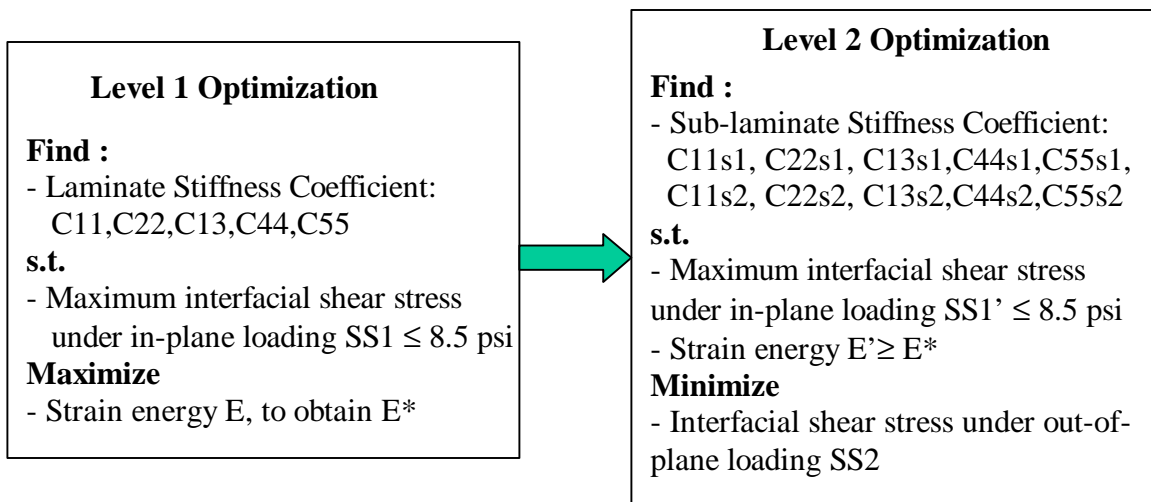 Level 1 Optimization
Find :
- Laminate Stiffness Coefficient:
C11,C22,C13,C44,C55
s.t.
- Maximum interfacial shear stress
under in-plane loading SS1 ≤ 8.5 psi
Maximize
- Strain energy E, to obtain E*
Level 2 Optimization
Find :
- Sub-laminate Stiffness Coefficient:
C11s1, C22s1, C13s1,C44s1,C55s1,
C11s2, C22s2, C13s2,C44s2,C55s2
s.t.
- Maximum interfacial shear stress
under in-plane loading SS1’ ≤ 8.5 psi
- Strain energy E’≥ E*
Minimize
- Interfacial shear stress under out-of-
plane loading SS2